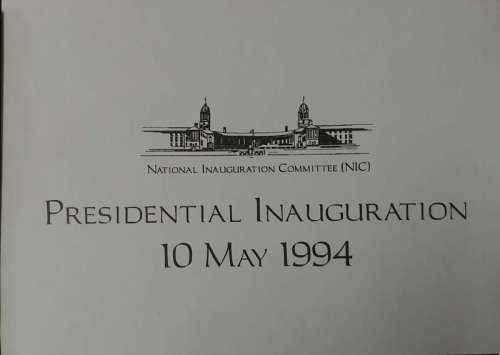 National Inauguration Committee (NIC)
Presidential Inauguration
10 May 1994